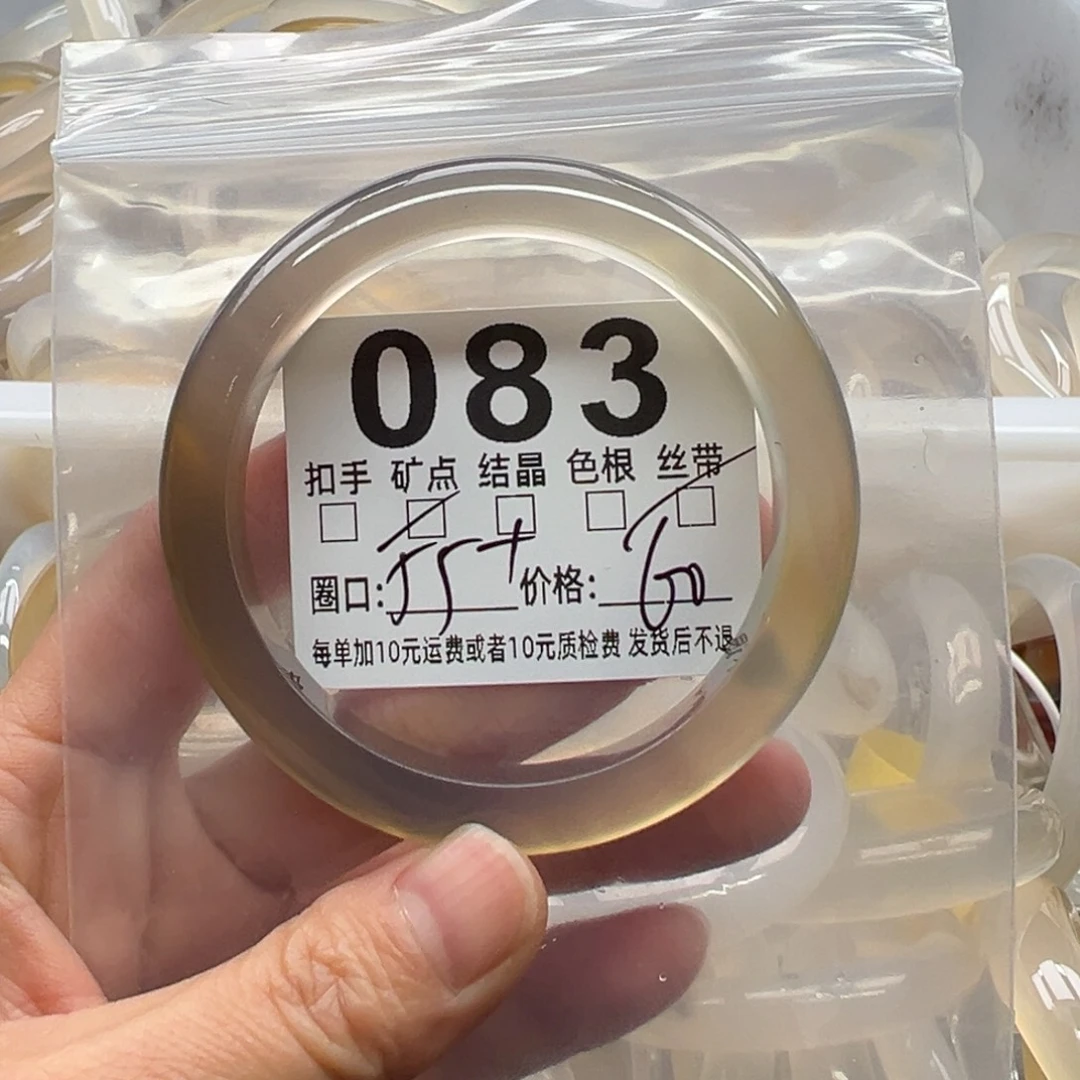 083
扣手 矿点 结晶 色根 丝带
圈口: 55+ 价格: 60
每单加10元运费或者10元质检费 发货后不退